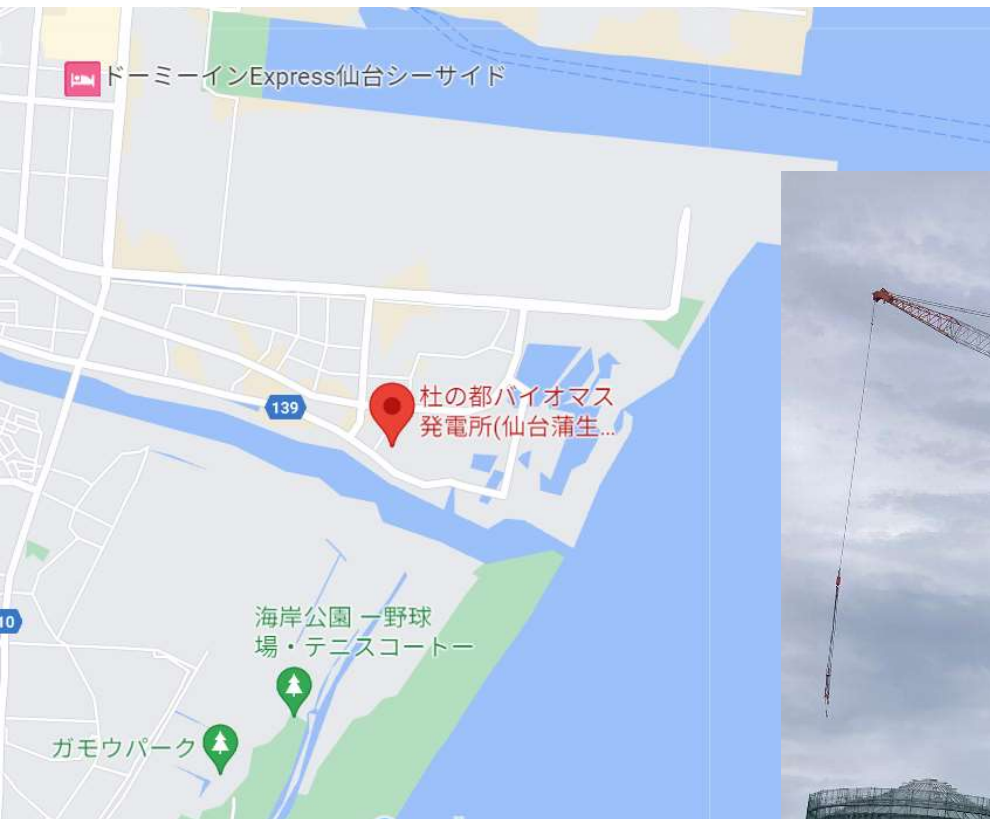 ドーミーインExpress仙台シーサイド
杜の都バイオマス
発電所(仙台蒲生...
139
海岸公園 ー野球
場・テニスコートー
10
ガモウパーク